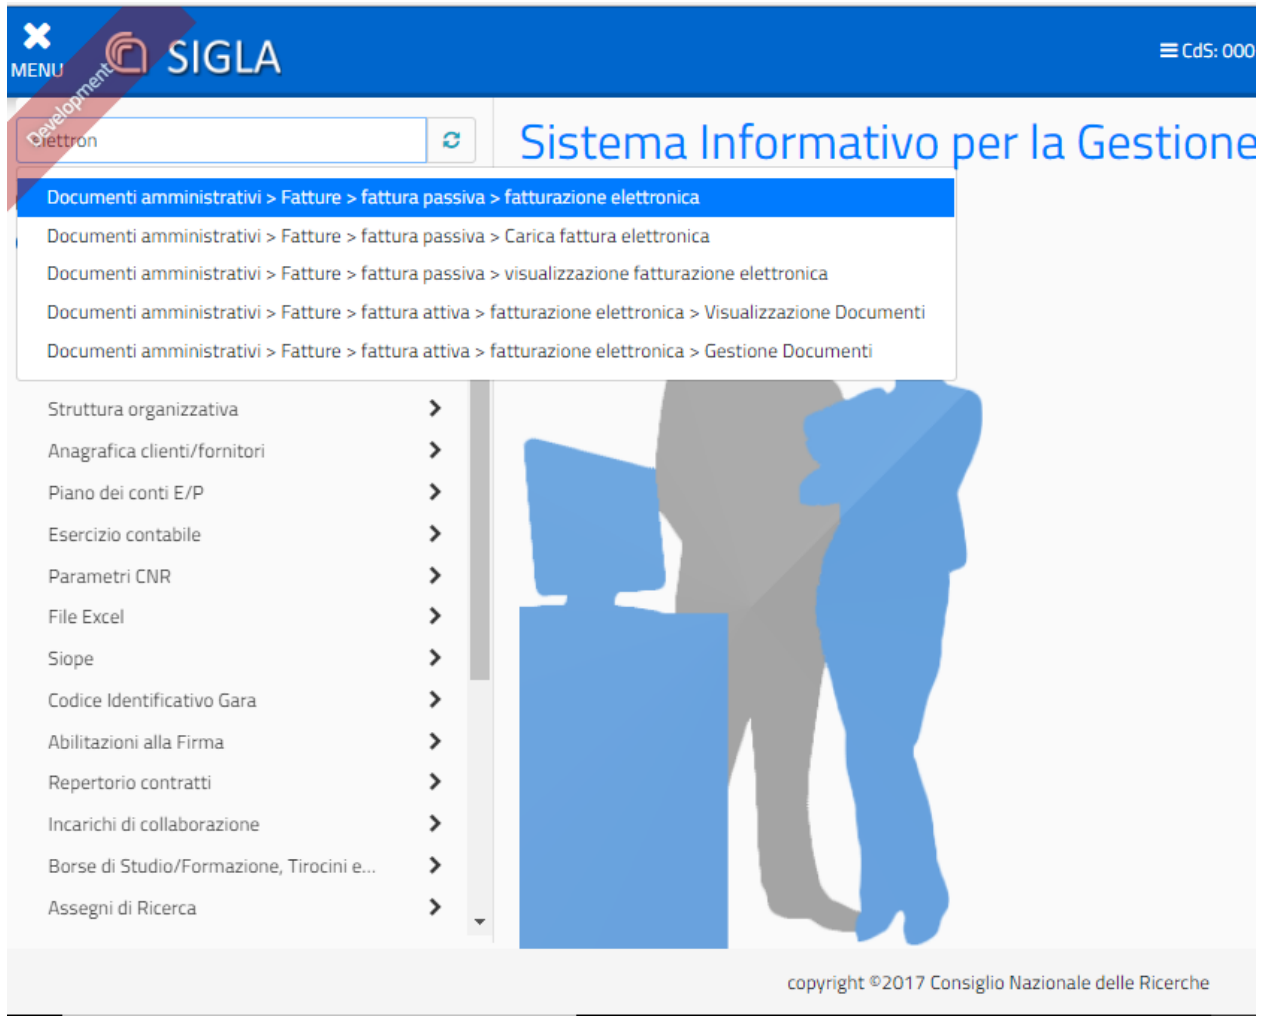 MENU
SIGLA
CdS: 000
Development
elettron
Sistema Informativo per la Gestione
Documenti amministrativi > Fatture > fattura passiva > fatturazione elettronica
Documenti amministrativi > Fatture > fattura passiva > Carica fattura elettronica
Documenti amministrativi > Fatture > fattura passiva > visualizzazione fatturazione elettronica
Documenti amministrativi > Fatture > fattura attiva > fatturazione elettronica > Visualizzazione Documenti
Documenti amministrativi > Fatture > fattura attiva > fatturazione elettronica > Gestione Documenti
Struttura organizzativa
Anagrafica clienti/fornitori
Piano dei conti E/P
Esercizio contabile
Parametri CNR
File Excel
Siope
Codice Identificativo Gara
Abilitazioni alla Firma
Repertorio contratti
Incarichi di collaborazione
Borse di Studio/Formazione, Tirocini e...
Assegni di Ricerca
copyright ©2017 Consiglio Nazionale delle Ricerche